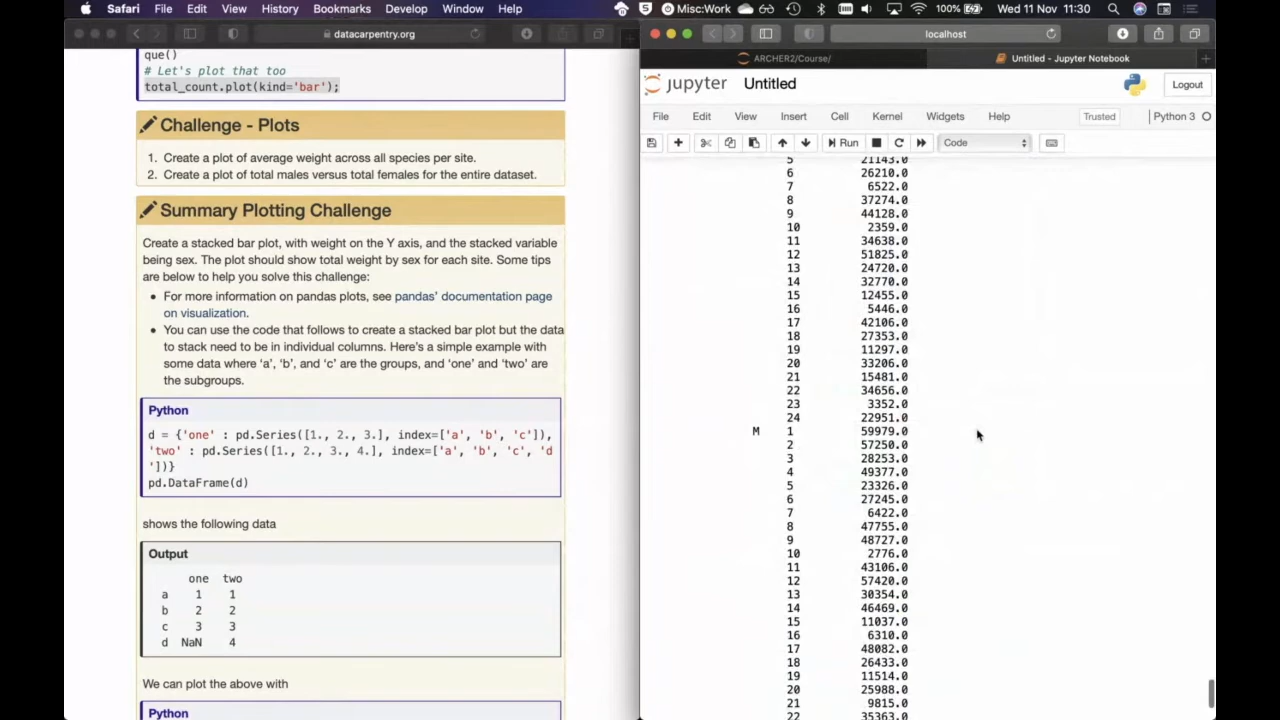 Safari File Edit View History Bookmarks Develop Window Help Misc:Work 100% Wed 11 Nov 11:30
datacarpentry.org
que()
# Let's plot that too
total_count.plot(kind='bar');
Challenge - Plots
1. Create a plot of average weight across all species per site.
2. Create a plot of total males versus total females for the entire dataset.
Summary Plotting Challenge
Create a stacked bar plot, with weight on the Y axis, and the stacked variable
being sex. The plot should show total weight by sex for each site. Some tips
are below to help you solve this challenge:
• For more information on pandas plots, see pandas' documentation page
on visualization.
• You can use the code that follows to create a stacked bar plot but the data
to stack need to be in individual columns. Here's a simple example with
some data where 'a', 'b', and 'c' are the groups, and 'one' and 'two' are
the subgroups.
Python
d = {'one' : pd.Series([1., 2., 3.], index=['a', 'b', 'c']),
'two' : pd.Series([1., 2., 3., 4.], index=['a', 'b', 'c', 'd
'])}
pd.DataFrame(d)
shows the following data
Output
one two
a 1 1
b 2 2
c 3 3
d NaN 4
We can plot the above with
Python
localhost
ARCHER2/Course/ Untitled - Jupyter Notebook
jupyter Untitled Logout
File Edit View Insert Cell Kernel Widgets Help Trusted Python 3
Run Code
5 21143.0
6 26210.0
7 6522.0
8 37274.0
9 44128.0
10 2359.0
11 34638.0
12 51825.0
13 24720.0
14 32770.0
15 12455.0
16 5446.0
17 42106.0
18 27353.0
19 11297.0
20 33206.0
21 15481.0
22 34656.0
23 3352.0
24 22951.0
M 1 59979.0
2 57250.0
3 28253.0
4 49377.0
5 23326.0
6 27245.0
7 6422.0
8 47755.0
9 48727.0
10 2776.0
11 43106.0
12 57420.0
13 30354.0
14 46469.0
15 11037.0
16 6310.0
17 48082.0
18 26433.0
19 11514.0
20 25988.0
21 9815.0
22 35363.0